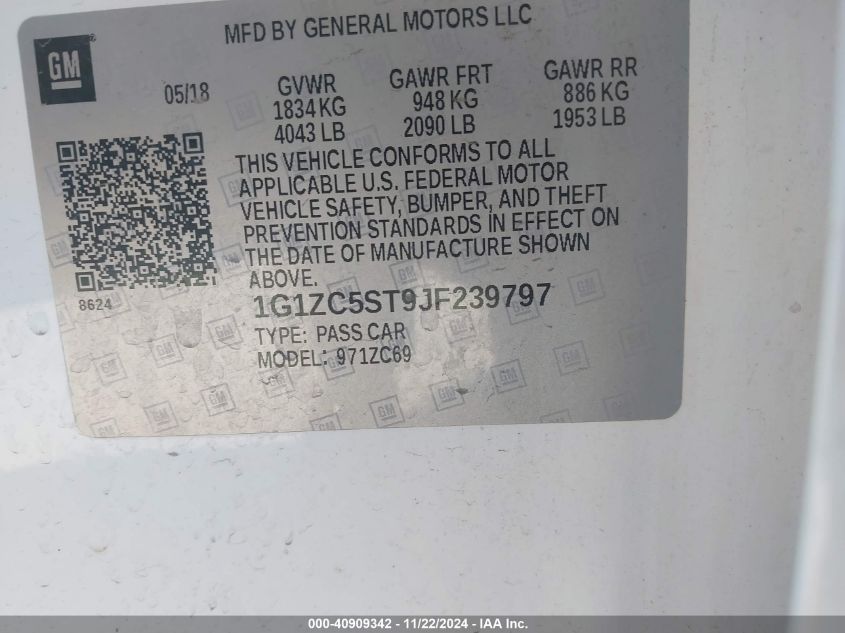 GM
MFD BY GENERAL MOTORS LLC
05/18
GVWR GAWR FRT GAWR RR
1834 KG 948 KG 886 KG
4043 LB 2090 LB 1953 LB
THIS VEHICLE CONFORMS TO ALL
APPLICABLE U.S. FEDERAL MOTOR
VEHICLE SAFETY, BUMPER, AND THEFT
PREVENTION STANDARDS IN EFFECT ON
THE DATE OF MANUFACTURE SHOWN
ABOVE.
8624
1G1ZC5ST9JF239797
TYPE: PASS CAR
MODEL: 971ZC69
000-40909342 - 11/22/2024 - IAA Inc.